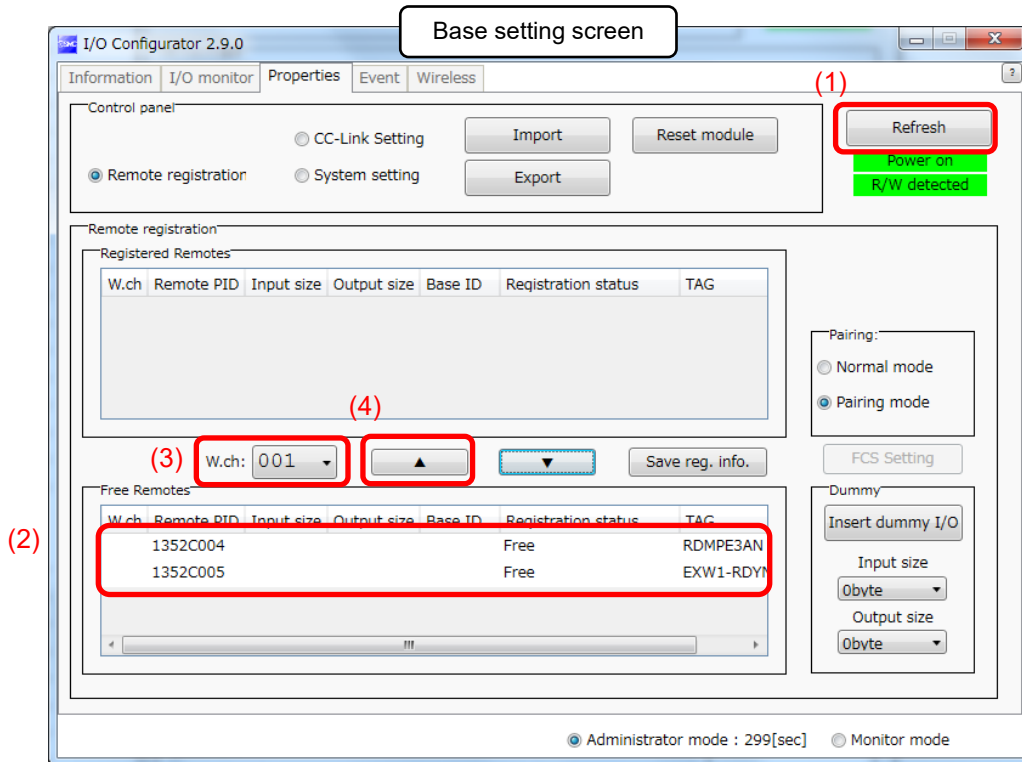 Base setting screen
I/O Configurator 2.9.0
Information I/O monitor Properties Event Wireless ?
(1)
Control panel
CC-Link Setting Import Reset module Refresh
Power on
Remote registration System setting Export R/W detected
Remote registration
Registered Remotes
W.ch Remote PID Input size Output size Base ID Registration status TAG
Pairing:
Normal mode
Pairing mode
(4)
(3) W.ch: 001 ▲ ▼ Save reg. info. FCS Setting
Free Remotes Dummy
W.ch Remote PID Input size Output size Base ID Registration status TAG Insert dummy I/O
(2)
1352C004 Free RDMPE3AN
1352C005 Free EXW1-RDYN
Input size
0byte
Output size
0byte
Administrator mode : 299[sec] Monitor mode